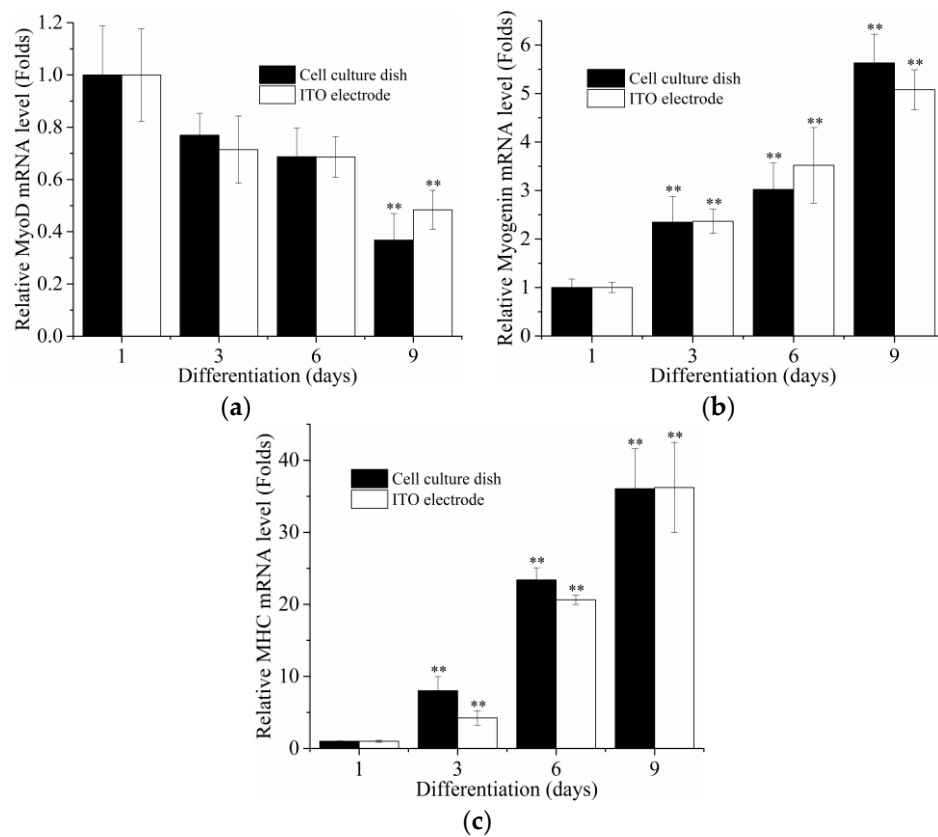 Relative MyoD mRNA level (Folds)
1.2
1.0
0.8
0.6
0.4
0.2
0.0
Cell culture dish
ITO electrode
** **
1 3 6 9
Differentiation (days)
(a)
Relative Myogenin mRNA level (Folds)
6
5
4
3
2
1
0
Cell culture dish
ITO electrode
** ** ** ** ** **
1 3 6 9
Differentiation (days)
(b)
Relative MHC mRNA level (Folds)
40
30
20
10
0
Cell culture dish
ITO electrode
** ** ** ** ** **
1 3 6 9
Differentiation (days)
(c)